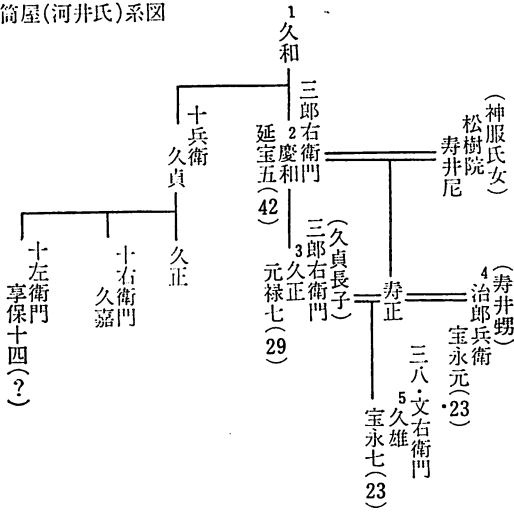 筒屋(河井氏)系図
1久和
三郎右衛門
2慶和
延宝五(42)
(神服氏女)
松樹院
寿井尼
十兵衛
久貞
(久貞長子)
三郎右衛門
3久正
元禄七(29)
寿正
(寿井甥)
4治郎兵衛
宝永元(23)
久正
十右衛門
久嘉
十左衛門
享保十四(?)
三八・文右衛門
5久雄
宝永七(23)